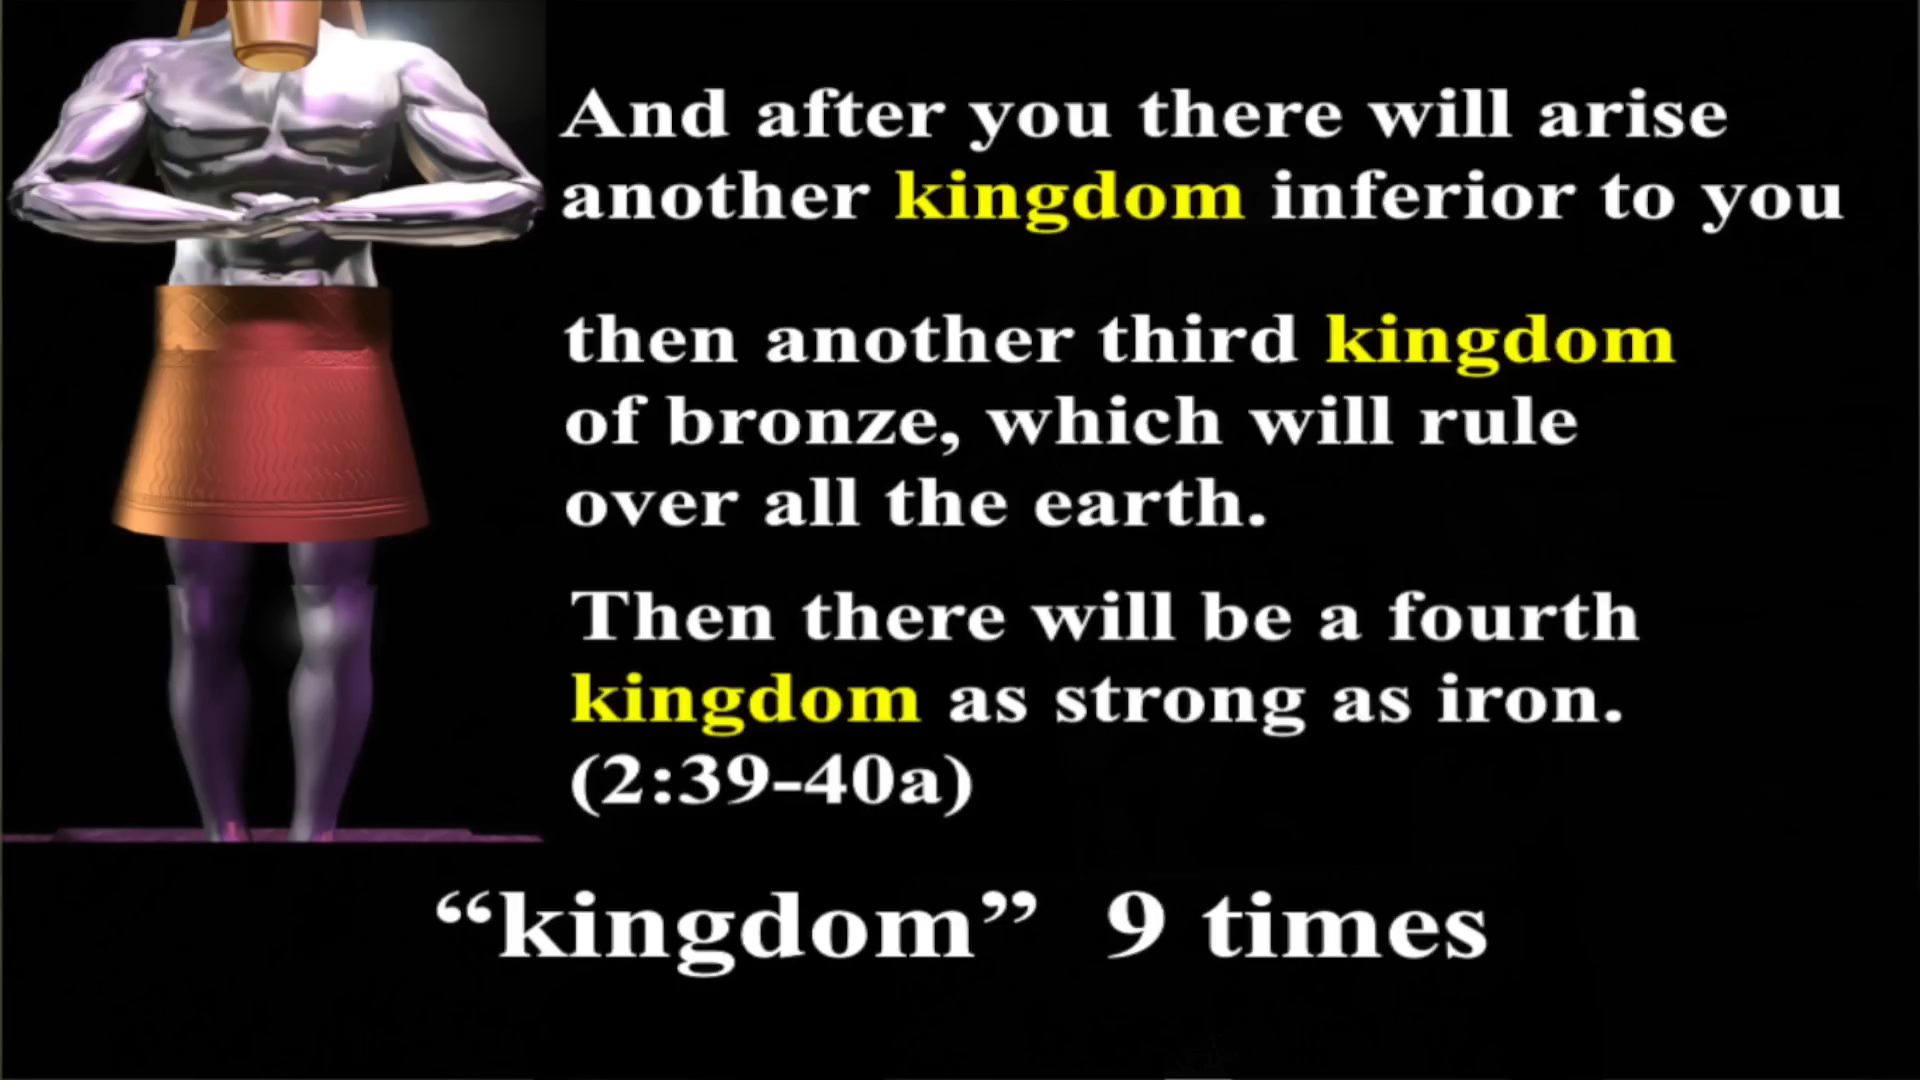 And after you there will arise
another kingdom inferior to you
then another third kingdom
of bronze, which will rule
over all the earth.
Then there will be a fourth
kingdom as strong as iron.
(2:39-40a)
“kingdom” 9 times